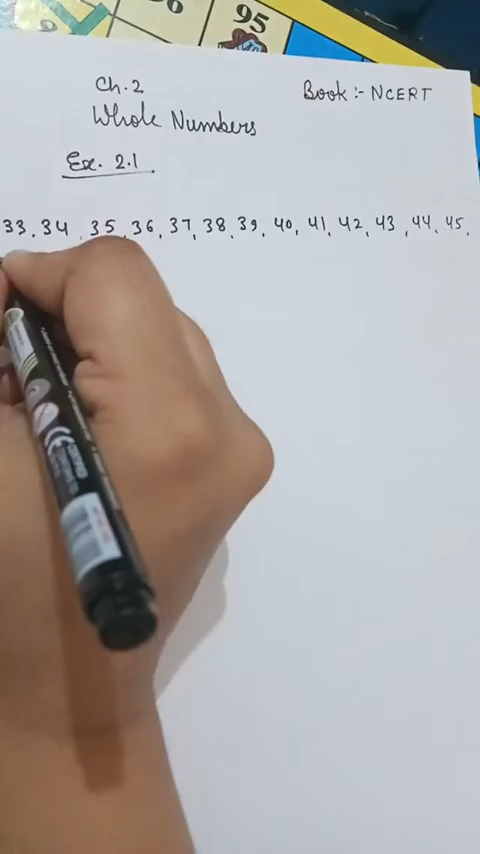 95
Ch.2
Book :- NCERT
Whole Numbers
Ex. 2.1
33. 34, 35, 36, 37, 38, 39, 40, 41, 42, 43, 44, 45,